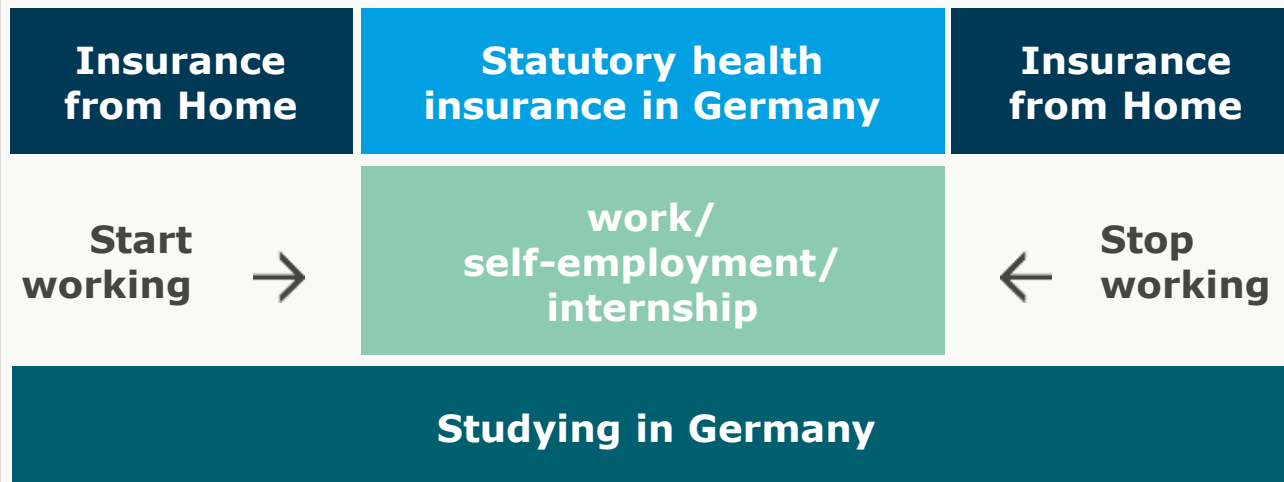 Insurance
from Home
Statutory health
insurance in Germany
Insurance
from Home
Start
working
work/
self-employment/
internship
Stop
working
Studying in Germany